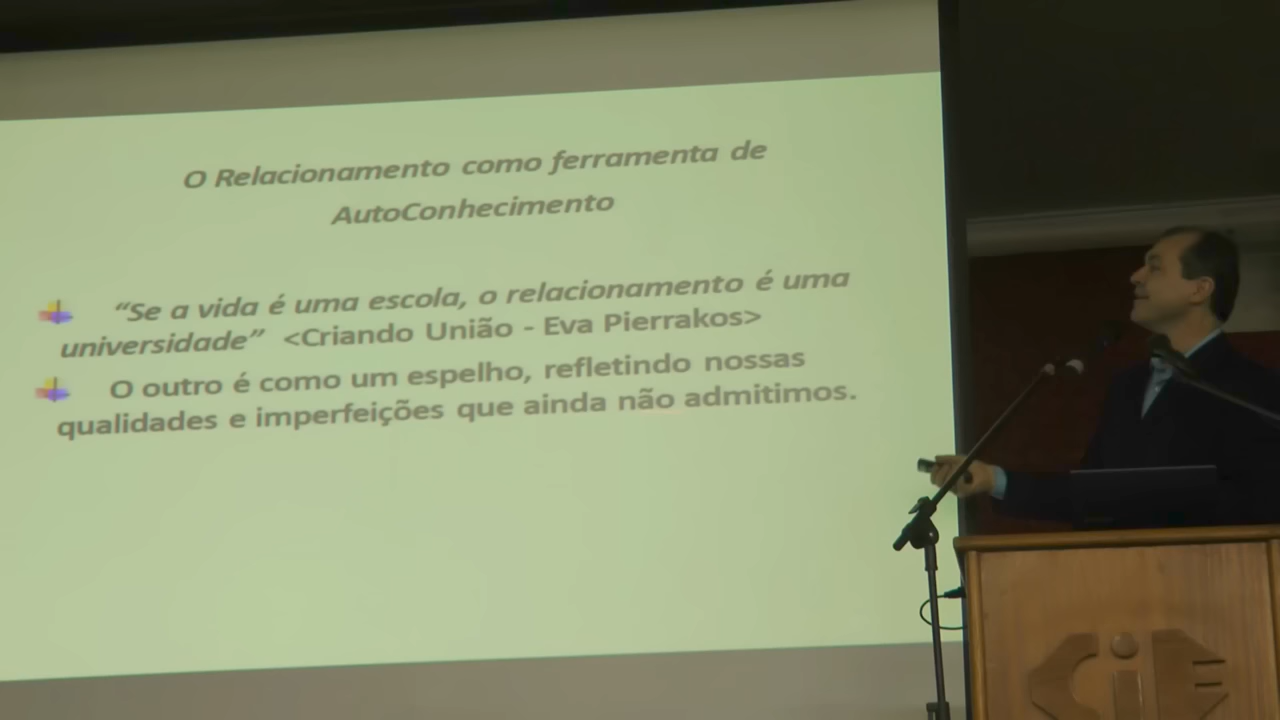 O Relacionamento como ferramenta de
AutoConhecimento
“Se a vida é uma escola, o relacionamento é uma
universidade” <Criando União - Eva Pierrakos>
O outro é como um espelho, refletindo nossas
qualidades e imperfeições que ainda não admitimos.
CiE